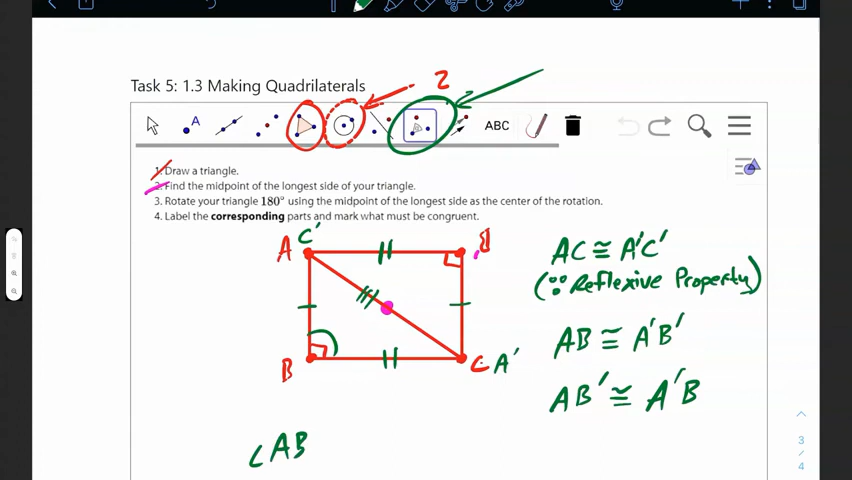 Task 5: 1.3 Making Quadrilaterals
2
A
ABC
1. Draw a triangle.
2. Find the midpoint of the longest side of your triangle.
3. Rotate your triangle 180° using the midpoint of the longest side as the center of the rotation.
4. Label the corresponding parts and mark what must be congruent.
A C'
B
C A'
AC ≅ A'C'
(∵ Reflexive Property)
AB ≅ A'B'
AB' ≅ A'B
∠AB
3
/
4